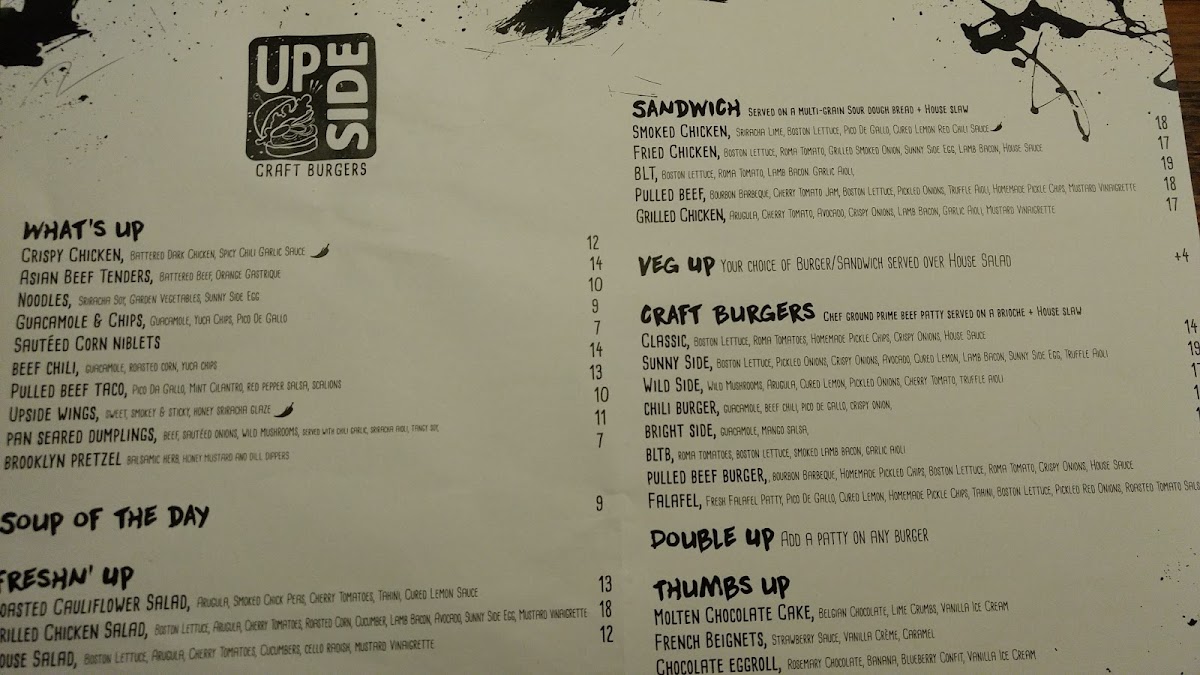 UP SIDE
CRAFT BURGERS
WHAT'S UP
CRISPY CHICKEN, BATTERED DARK CHICKEN, SPICY CHILI GARLIC SAUCE 12
ASIAN BEEF TENDERS, BATTERED BEEF, ORANGE GASTRIQUE 14
NOODLES, SRIRACHA SOY, GARDEN VEGETABLES, SUNNY SIDE EGG 10
GUACAMOLE & CHIPS, GUACAMOLE, YUCA CHIPS, PICO DE GALLO 9
SAUTÉED CORN NIBLETS 7
BEEF CHILI, GUACAMOLE, ROASTED CORN, YUCA CHIPS 14
PULLED BEEF TACO, PICO DA GALLO, MINT CILANTRO, RED PEPPER SALSA, SCALIONS 13
UPSIDE WINGS, SWEET, SMOKEY & STICKY, HONEY SRIRACHA GLAZE 10
PAN SEARED DUMPLINGS, BEEF, SAUTÉED ONIONS, WILD MUSHROOMS, SERVED WITH CHILI GARLIC, SRIRACHA AIOLI, TANGY SOY, 11
BROOKLYN PRETZEL BALSAMIC HERB, HONEY MUSTARD AND DILL DIPPERS 7
SOUP OF THE DAY 9
FRESHN' UP
OASTED CAULIFLOWER SALAD, ARUGULA, SMOKED CHICK PEAS, CHERRY TOMATOES, TAHINI, CURED LEMON SAUCE 13
RILLED CHICKEN SALAD, BOSTON LETTUCE, ARUGULA, CHERRY TOMATOES, ROASTED CORN, CUCUMBER, LAMB BACON, AVOCADO, SUNNY SIDE EGG, MUSTARD VINAIGRETTE 18
OUSE SALAD, BOSTON LETTUCE, ARUGULA, CHERRY TOMATOES, CUCUMBERS, CELLO RADISH, MUSTARD VINAIGRETTE 12
SANDWICH SERVED ON A MULTI-GRAIN SOUR DOUGH BREAD + HOUSE SLAW
SMOKED CHICKEN, SRIRACHA LIME, BOSTON LETTUCE, PICO DE GALLO, CURED LEMON RED CHILI SAUCE 18
FRIED CHICKEN, BOSTON LETTUCE, ROMA TOMATO, GRILLED SMOKED ONION, SUNNY SIDE EGG, LAMB BACON, HOUSE SAUCE 17
BLT, BOSTON LETTUCE, ROMA TOMATO, LAMB BACON. GARLIC AIOLI, 19
PULLED BEEF, BOURBON BARBEQUE, CHERRY TOMATO JAM, BOSTON LETTUCE, PICKLED ONIONS, TRUFFLE AIOLI, HOMEMADE PICKLE CHIPS, MUSTARD VINAIGRETTE 18
GRILLED CHICKEN, ARUGULA, CHERRY TOMATO, AVOCADO, CRISPY ONIONS, LAMB BACON, GARLIC AIOLI, MUSTARD VINAIGRETTE 17
VEG UP YOUR CHOICE OF BURGER/SANDWICH SERVED OVER HOUSE SALAD +4
CRAFT BURGERS CHEF GROUND PRIME BEEF PATTY SERVED ON A BRIOCHE + HOUSE SLAW
CLASSIC, BOSTON LETTUCE, ROMA TOMATOES, HOMEMADE PICKLE CHIPS, CRISPY ONIONS, HOUSE SAUCE 14
SUNNY SIDE, BOSTON LETTUCE, PICKLED ONIONS, CRISPY ONIONS, AVOCADO, CURED LEMON, LAMB BACON, SUNNY SIDE EGG, TRUFFLE AIOLI 19
WILD SIDE, WILD MUSHROOMS, ARUGULA, CURED LEMON, PICKLED ONIONS, CHERRY TOMATO, TRUFFLE AIOLI
CHILI BURGER, GUACAMOLE, BEEF CHILI, PICO DE GALLO, CRISPY ONION,
BRIGHT SIDE, GUACAMOLE, MANGO SALSA,
BLTB, ROMA TOMATOES, BOSTON LETTUCE, SMOKED LAMB BACON, GARLIC AIOLI
PULLED BEEF BURGER,, BOURBON BARBEQUE, HOMEMADE PICKLED CHIPS, BOSTON LETTUCE, ROMA TOMATO, CRISPY ONIONS, HOUSE SAUCE
FALAFEL, FRESH FALAFEL PATTY, PICO DE GALLO, CURED LEMON, HOMEMADE PICKLE CHIPS, TAHINI, BOSTON LETTUCE, PICKLED RED ONIONS, ROASTED TOMATO
DOUBLE UP ADD A PATTY ON ANY BURGER
THUMBS UP
MOLTEN CHOCOLATE CAKE, BELGIAN CHOCOLATE, LIME CRUMBS, VANILLA ICE CREAM
FRENCH BEIGNETS, STRAWBERRY SAUCE, VANILLA CRÈME, CARAMEL
CHOCOLATE EGGROLL, ROSEMARY CHOCOLATE, BANANA, BLUEBERRY CONFIT, VANILLA ICE CREAM